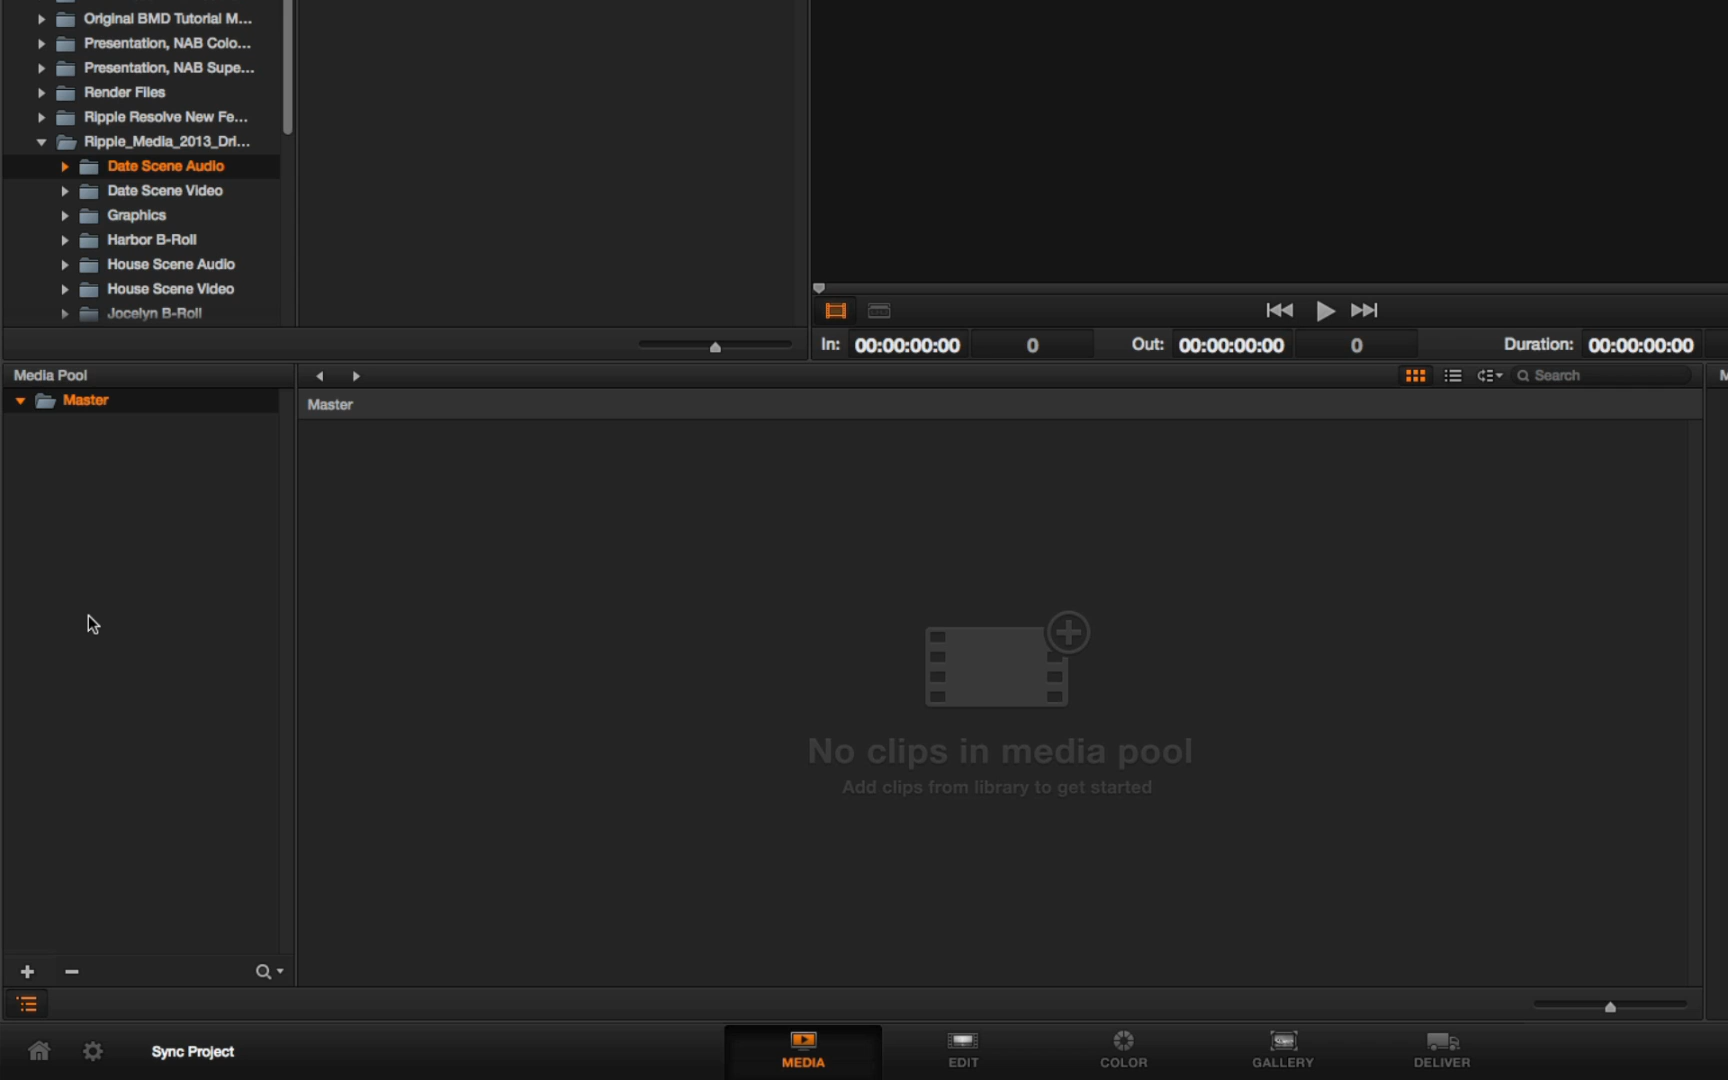 Original BMD Tutorial M...
Presentation, NAB Colo...
Presentation, NAB Supe...
Render Files
Ripple Resolve New Fe...
Ripple_Media_2013_Dri...
Date Scene Audio
Date Scene Video
Graphics
Harbor B-Roll
House Scene Audio
House Scene Video
Jocelyn B-Roll
In: 00:00:00:00 0 Out: 00:00:00:00 0 Duration: 00:00:00:00
Media Pool
Search
M
Master
Master
No clips in media pool
Add clips from library to get started
Sync Project
MEDIA
EDIT
COLOR
GALLERY
DELIVER